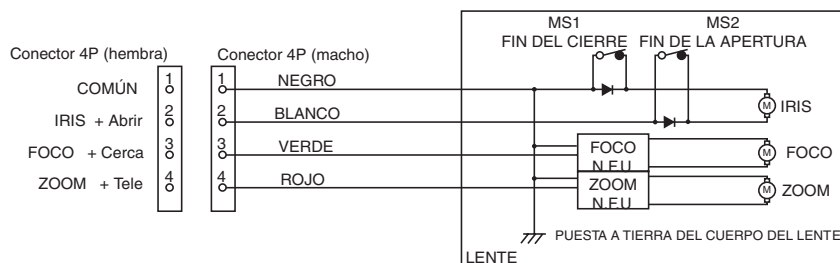 MS1
MS2
FIN DEL CIERRE
FIN DE LA APERTURA
Conector 4P (hembra)
Conector 4P (macho)
COMÚN
1
1
NEGRO
IRIS + Abrir
2
2
BLANCO
M
IRIS
FOCO + Cerca
3
3
VERDE
FOCO
N.F.U
M
FOCO
ZOOM + Tele
4
4
ROJO
ZOOM
N.F.U
M
ZOOM
PUESTA A TIERRA DEL CUERPO DEL LENTE
LENTE